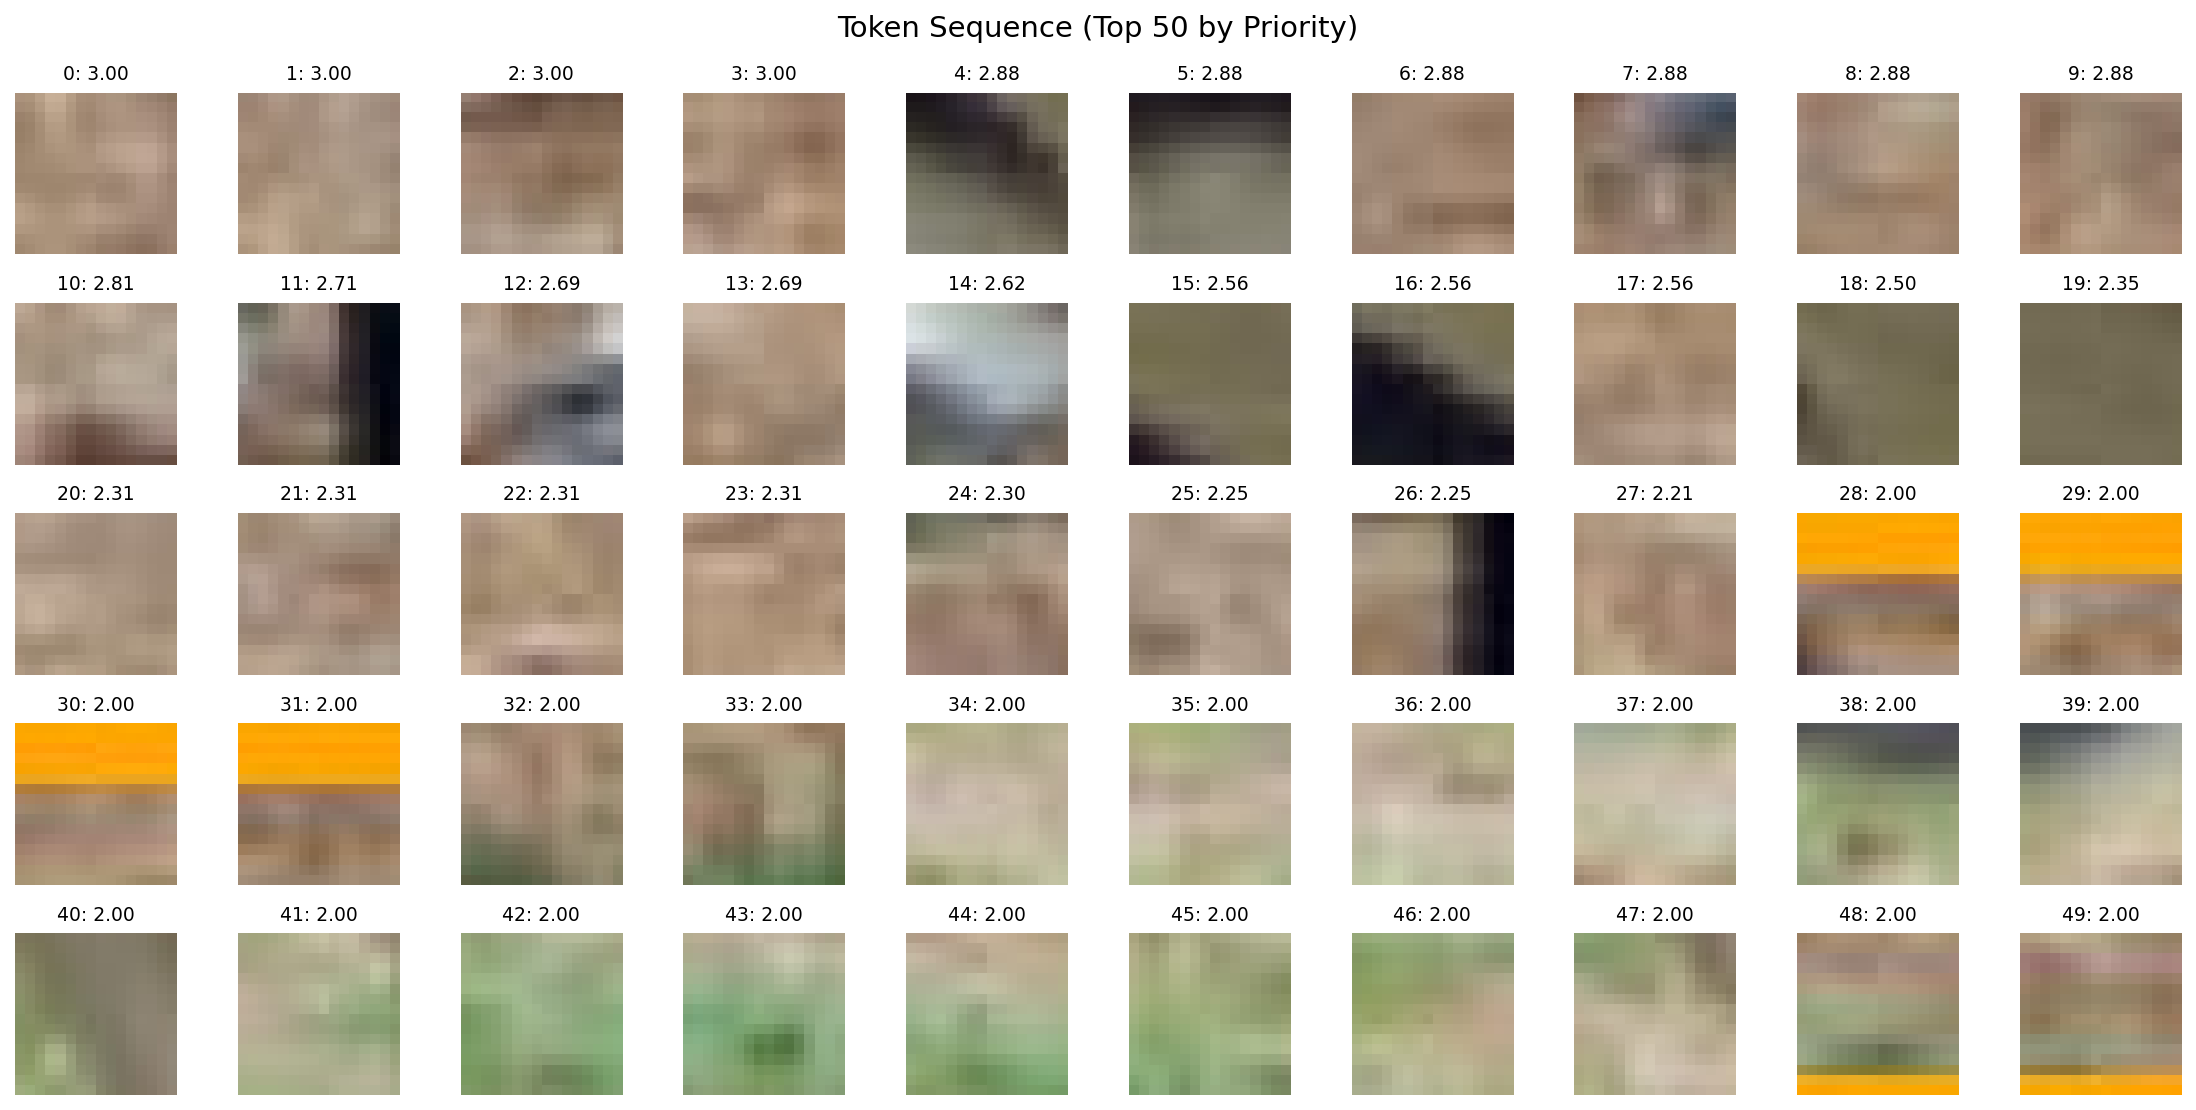 Token Sequence (Top 50 by Priority)
0: 3.00 1: 3.00 2: 3.00 3: 3.00 4: 2.88 5: 2.88 6: 2.88 7: 2.88 8: 2.88 9: 2.88
10: 2.81 11: 2.71 12: 2.69 13: 2.69 14: 2.62 15: 2.56 16: 2.56 17: 2.56 18: 2.50 19: 2.35
20: 2.31 21: 2.31 22: 2.31 23: 2.31 24: 2.30 25: 2.25 26: 2.25 27: 2.21 28: 2.00 29: 2.00
30: 2.00 31: 2.00 32: 2.00 33: 2.00 34: 2.00 35: 2.00 36: 2.00 37: 2.00 38: 2.00 39: 2.00
40: 2.00 41: 2.00 42: 2.00 43: 2.00 44: 2.00 45: 2.00 46: 2.00 47: 2.00 48: 2.00 49: 2.00